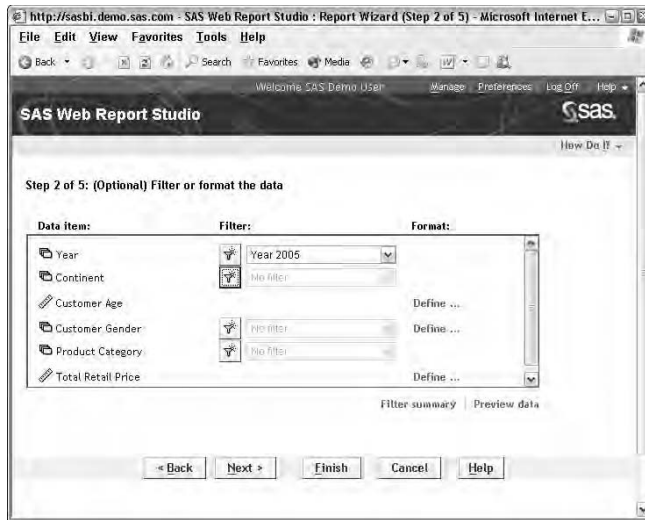 http://sasbi.demo.sas.com - SAS Web Report Studio : Report Wizard (Step 2 of 5) - Microsoft Internet E...
File Edit View Favorites Tools Help
Back Search Favorites Media
Welcome SAS Demo User Manage Preferences Log Off Help
SAS Web Report Studio sas.
How Do I?
Step 2 of 5: (Optional) Filter or format the data
Data item: Filter: Format:
Year Year 2005
Continent No filter
Customer Age Define ...
Customer Gender No filter Define ...
Product Category No filter
Total Retail Price Define ...
Filter summary | Preview data
« Back Next » Finish Cancel Help